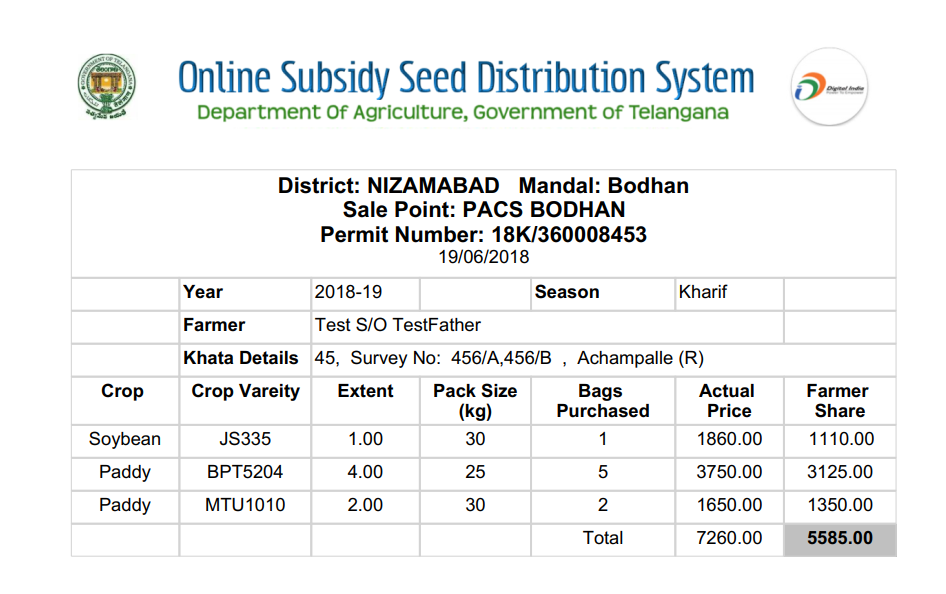 Online Subsidy Seed Distribution System
Department Of Agriculture, Government of Telangana
Digital India
Power To Empower
District: NIZAMABAD Mandal: Bodhan
Sale Point: PACS BODHAN
Permit Number: 18K/360008453
19/06/2018
Year 2018-19 Season Kharif
Farmer Test S/O TestFather
Khata Details 45, Survey No: 456/A,456/B , Achampalle (R)
Crop Crop Vareity Extent Pack Size (kg) Bags Purchased Actual Price Farmer Share
Soybean JS335 1.00 30 1 1860.00 1110.00
Paddy BPT5204 4.00 25 5 3750.00 3125.00
Paddy MTU1010 2.00 30 2 1650.00 1350.00
Total 7260.00 5585.00